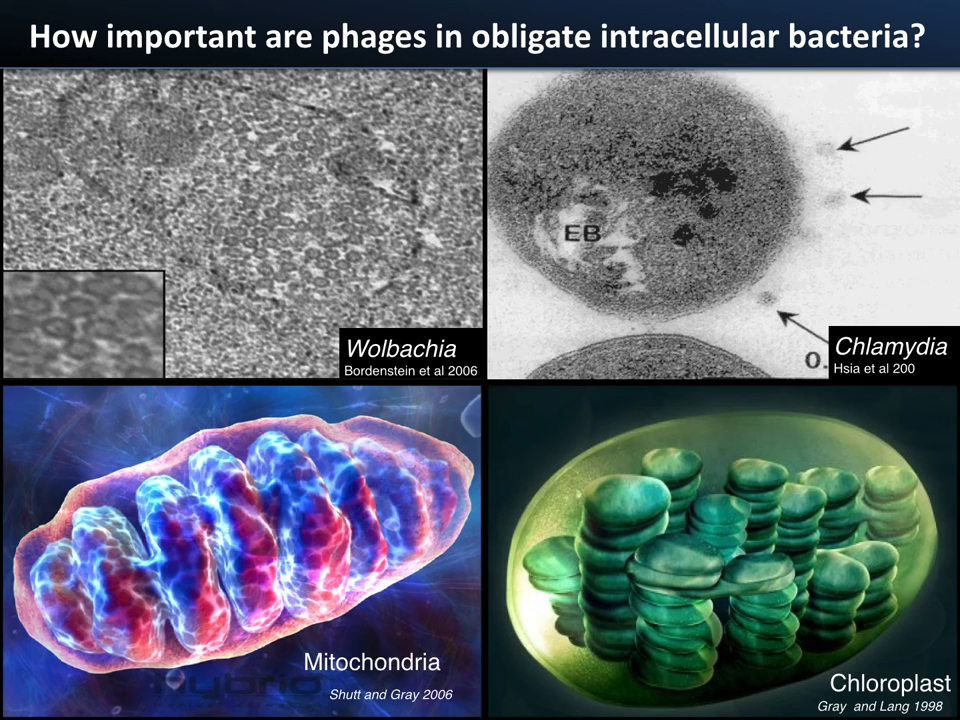 How important are phages in obligate intracellular bacteria?
EB
Wolbachia
Bordenstein et al 2006
0.
Chlamydia
Hsia et al 200
Mitochondria
Shutt and Gray 2006
Chloroplast
Gray and Lang 1998